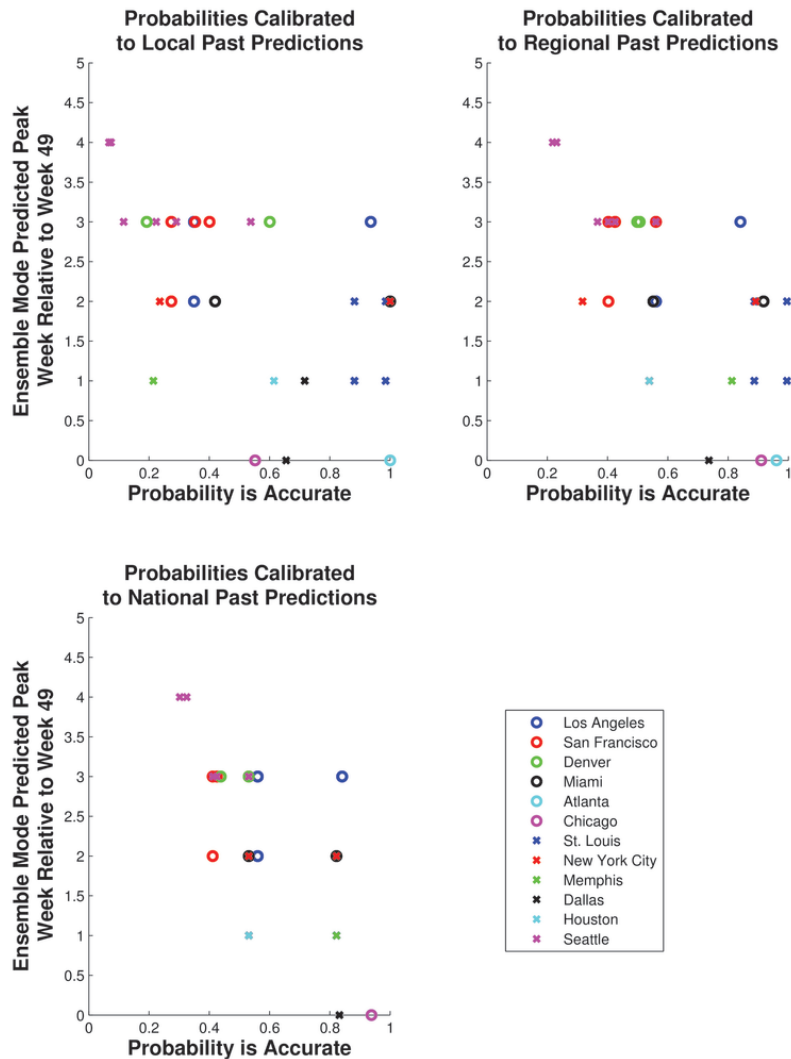 Probabilities Calibrated
to Local Past Predictions
Ensemble Mode Predicted Peak
Week Relative to Week 49
5
4.5
4
3.5
3
2.5
2
1.5
1
0.5
0
0 0.2 0.4 0.6 0.8 1
Probability is Accurate
Probabilities Calibrated
to Regional Past Predictions
5
4.5
4
3.5
3
2.5
2
1.5
1
0.5
0
0 0.2 0.4 0.6 0.8 1
Probability is Accurate
Probabilities Calibrated
to National Past Predictions
Ensemble Mode Predicted Peak
Week Relative to Week 49
5
4.5
4
3.5
3
2.5
2
1.5
1
0.5
0
0 0.2 0.4 0.6 0.8 1
Probability is Accurate
Los Angeles
San Francisco
Denver
Miami
Atlanta
Chicago
St. Louis
New York City
Memphis
Dallas
Houston
Seattle